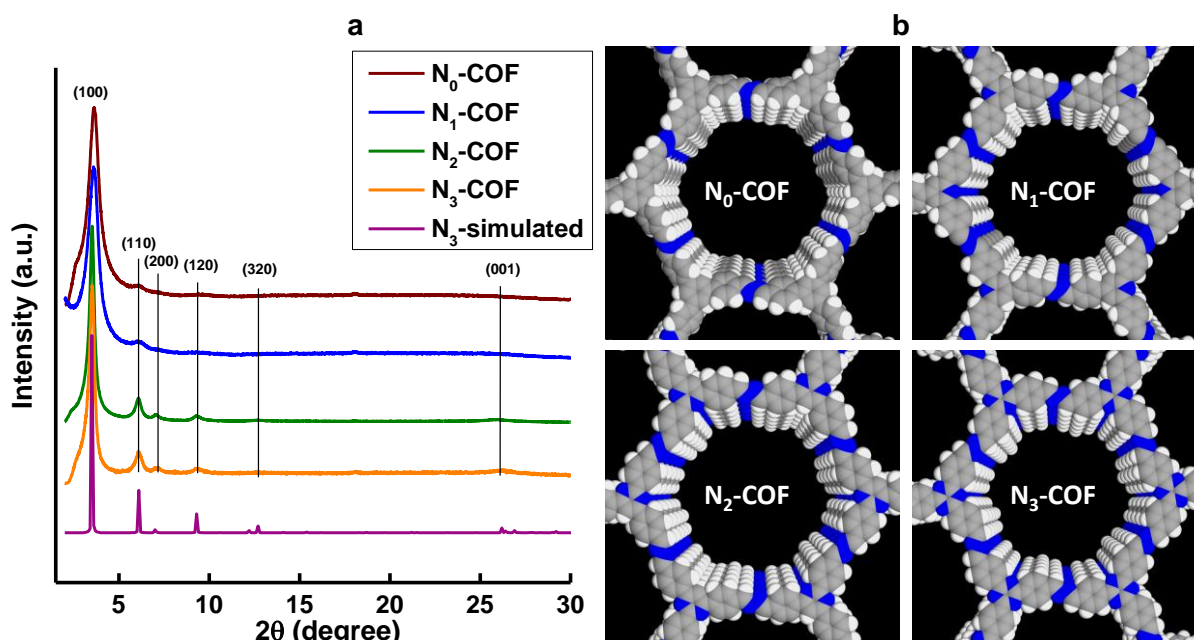 a
b
N₀-COF
N₁-COF
N₂-COF
N₃-COF
N₃-simulated
(100)
(110)
(200)
(120)
(320)
(001)
Intensity (a.u.)
5 10 15 20 25 30
2θ (degree)
N₀-COF
N₁-COF
N₂-COF
N₃-COF